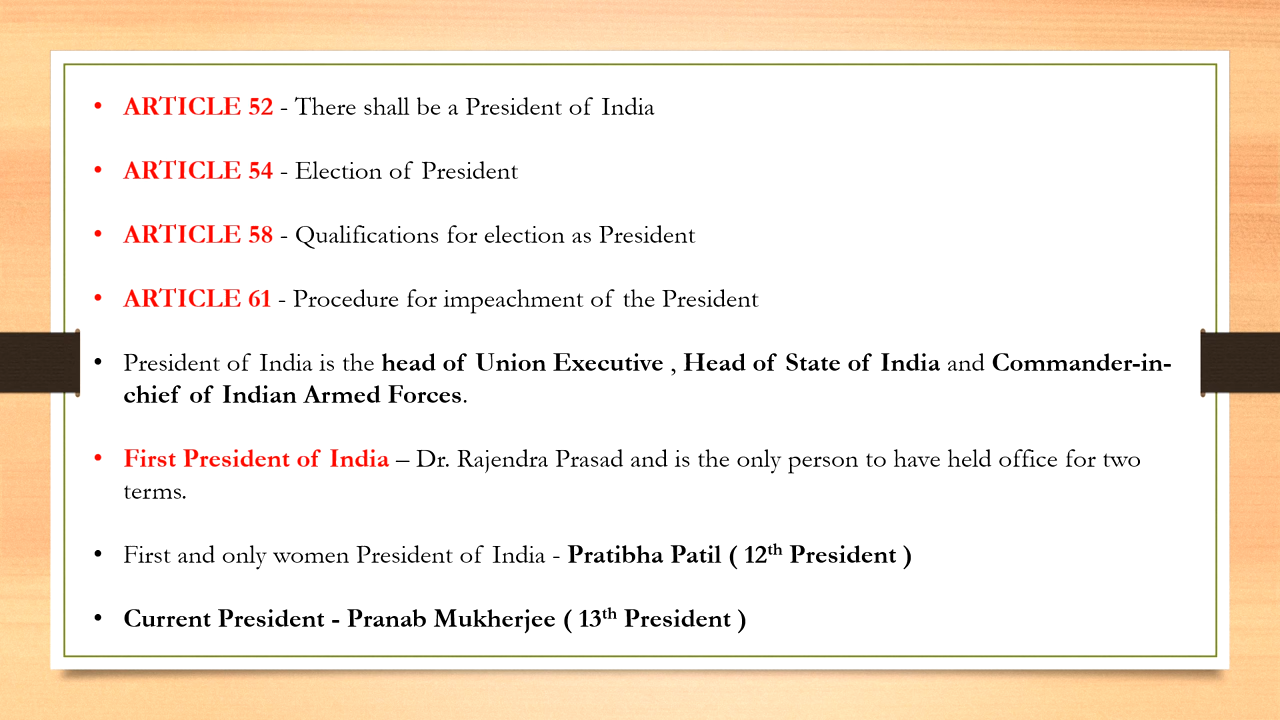 • ARTICLE 52 - There shall be a President of India
• ARTICLE 54 - Election of President
• ARTICLE 58 - Qualifications for election as President
• ARTICLE 61 - Procedure for impeachment of the President
• President of India is the head of Union Executive , Head of State of India and Commander-in-
chief of Indian Armed Forces.
• First President of India – Dr. Rajendra Prasad and is the only person to have held office for two
terms.
• First and only women President of India - Pratibha Patil ( 12th President )
• Current President - Pranab Mukherjee ( 13th President )